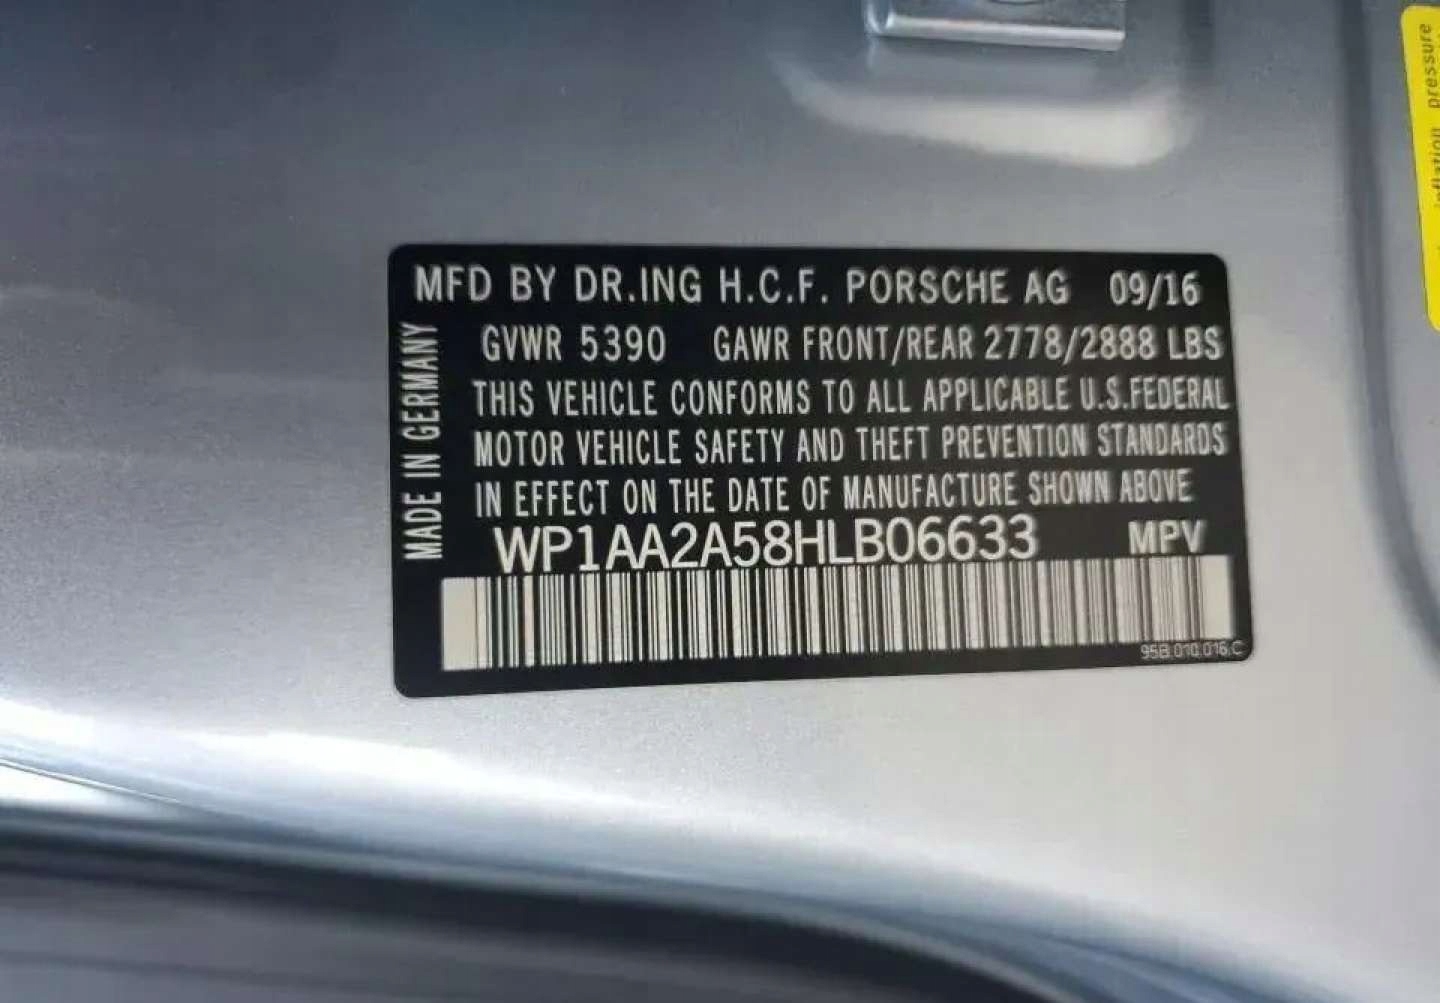 MFD BY DR.ING H.C.F. PORSCHE AG 09/16
GVWR 5390 GAWR FRONT/REAR 2778/2888 LBS
THIS VEHICLE CONFORMS TO ALL APPLICABLE U.S.FEDERAL
MOTOR VEHICLE SAFETY AND THEFT PREVENTION STANDARDS
IN EFFECT ON THE DATE OF MANUFACTURE SHOWN ABOVE
WP1AA2A58HLB06633 MPV
95B.010.016.C
MADE IN GERMANY
inflation pressure